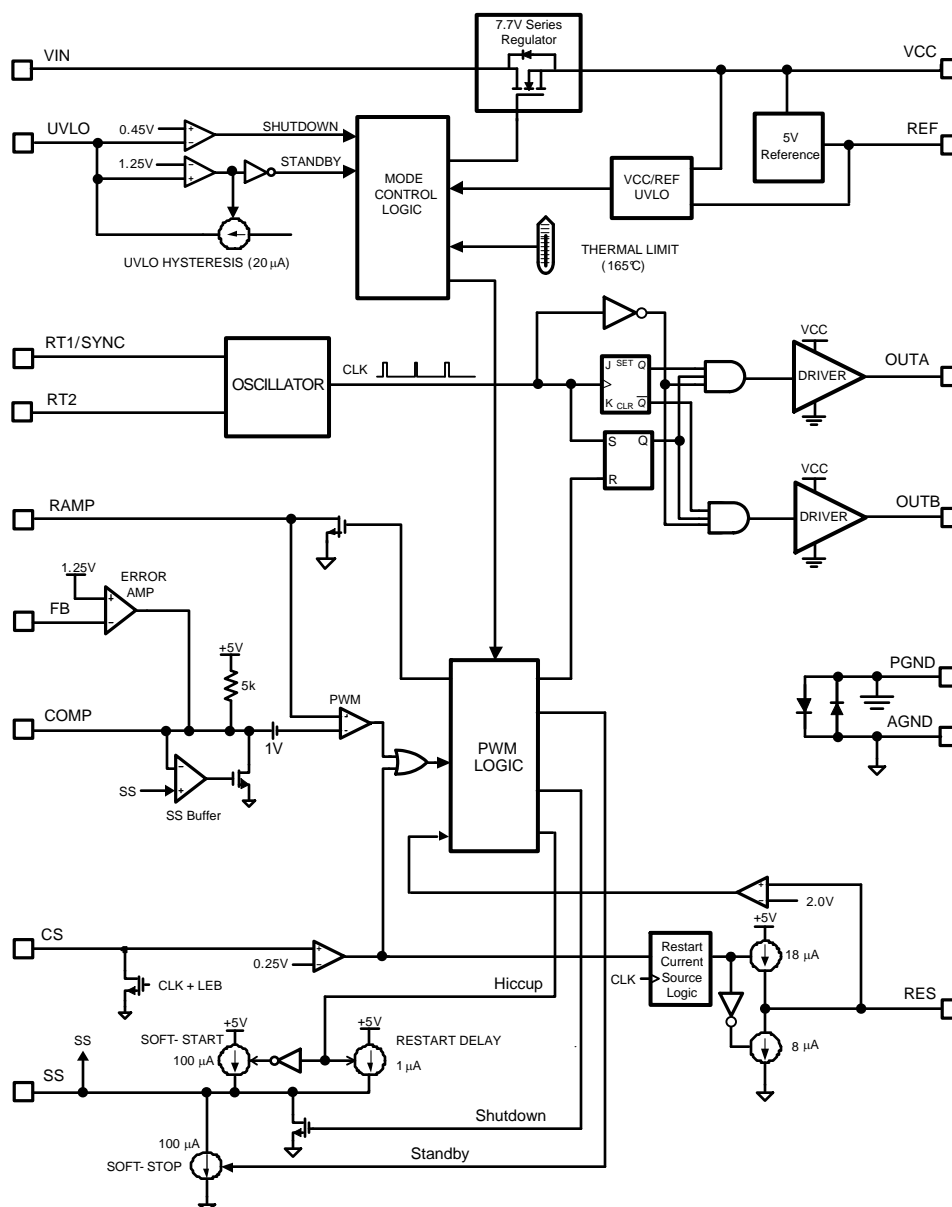 7.7V Series
Regulator
VIN
VCC
UVLO
0.45V
+
-
SHUTDOWN
1.25V
-
+
STANDBY
MODE
CONTROL
LOGIC
5V
Reference
REF
VCC/REF
UVLO
UVLO HYSTERESIS (20 µA)
THERMAL LIMIT
(165°C)
RT1/SYNC
RT2
OSCILLATOR
CLK
J SET Q
K CLR Q
S Q
R
VCC
DRIVER
OUTA
VCC
DRIVER
OUTB
RAMP
1.25V
ERROR
AMP
+
-
FB
+5V
5k
COMP
1V
PWM
+
-
SS
-
+
SS Buffer
PWM
LOGIC
PGND
AGND
+
-
2.0V
CS
0.25V
+
-
CLK + LEB
CLK
Restart
Current
Source
Logic
+5V
18 µA
8 µA
RES
Hiccup
SS
SOFT- START
+5V
100 µA
+5V
RESTART DELAY
1 µA
SS
Shutdown
100 µA
SOFT- STOP
Standby